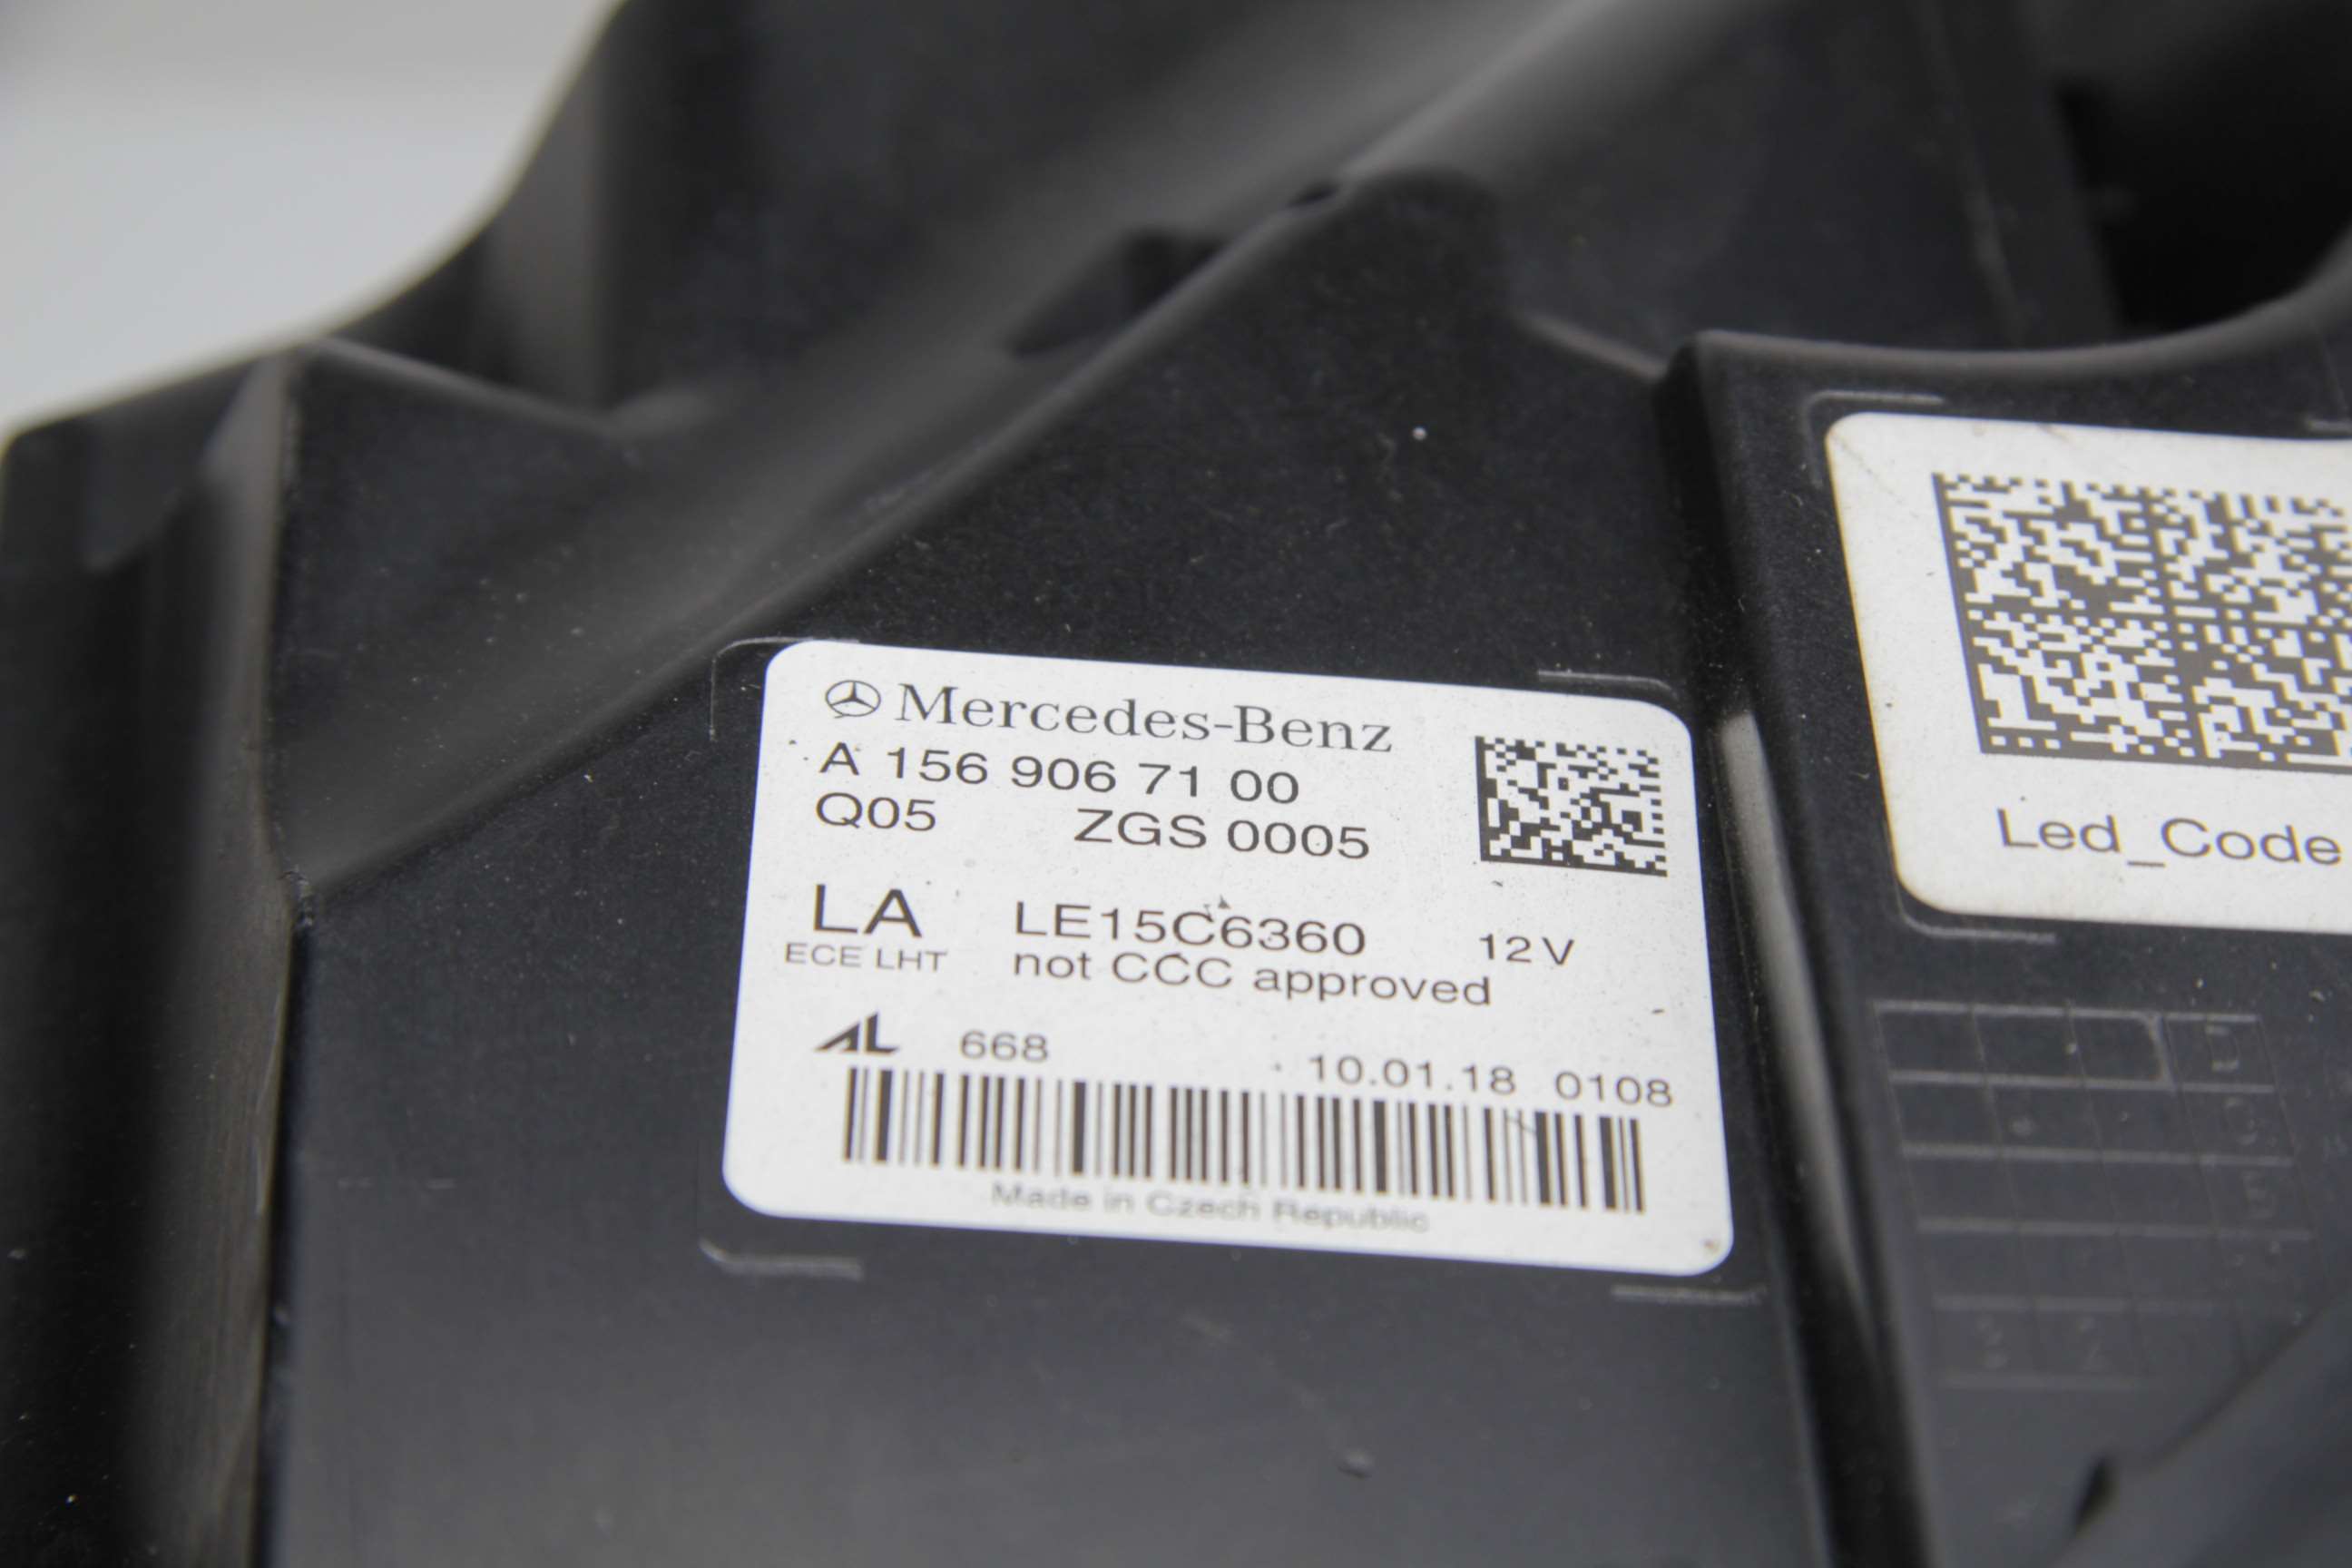 Mercedes-Benz
A 156 906 71 00
Q05 ZGS 0005
LA LE15C6360 12V
ECE LHT not CCC approved
AL 668 10.01.18 0108
Made in Czech Republic
Led_Code